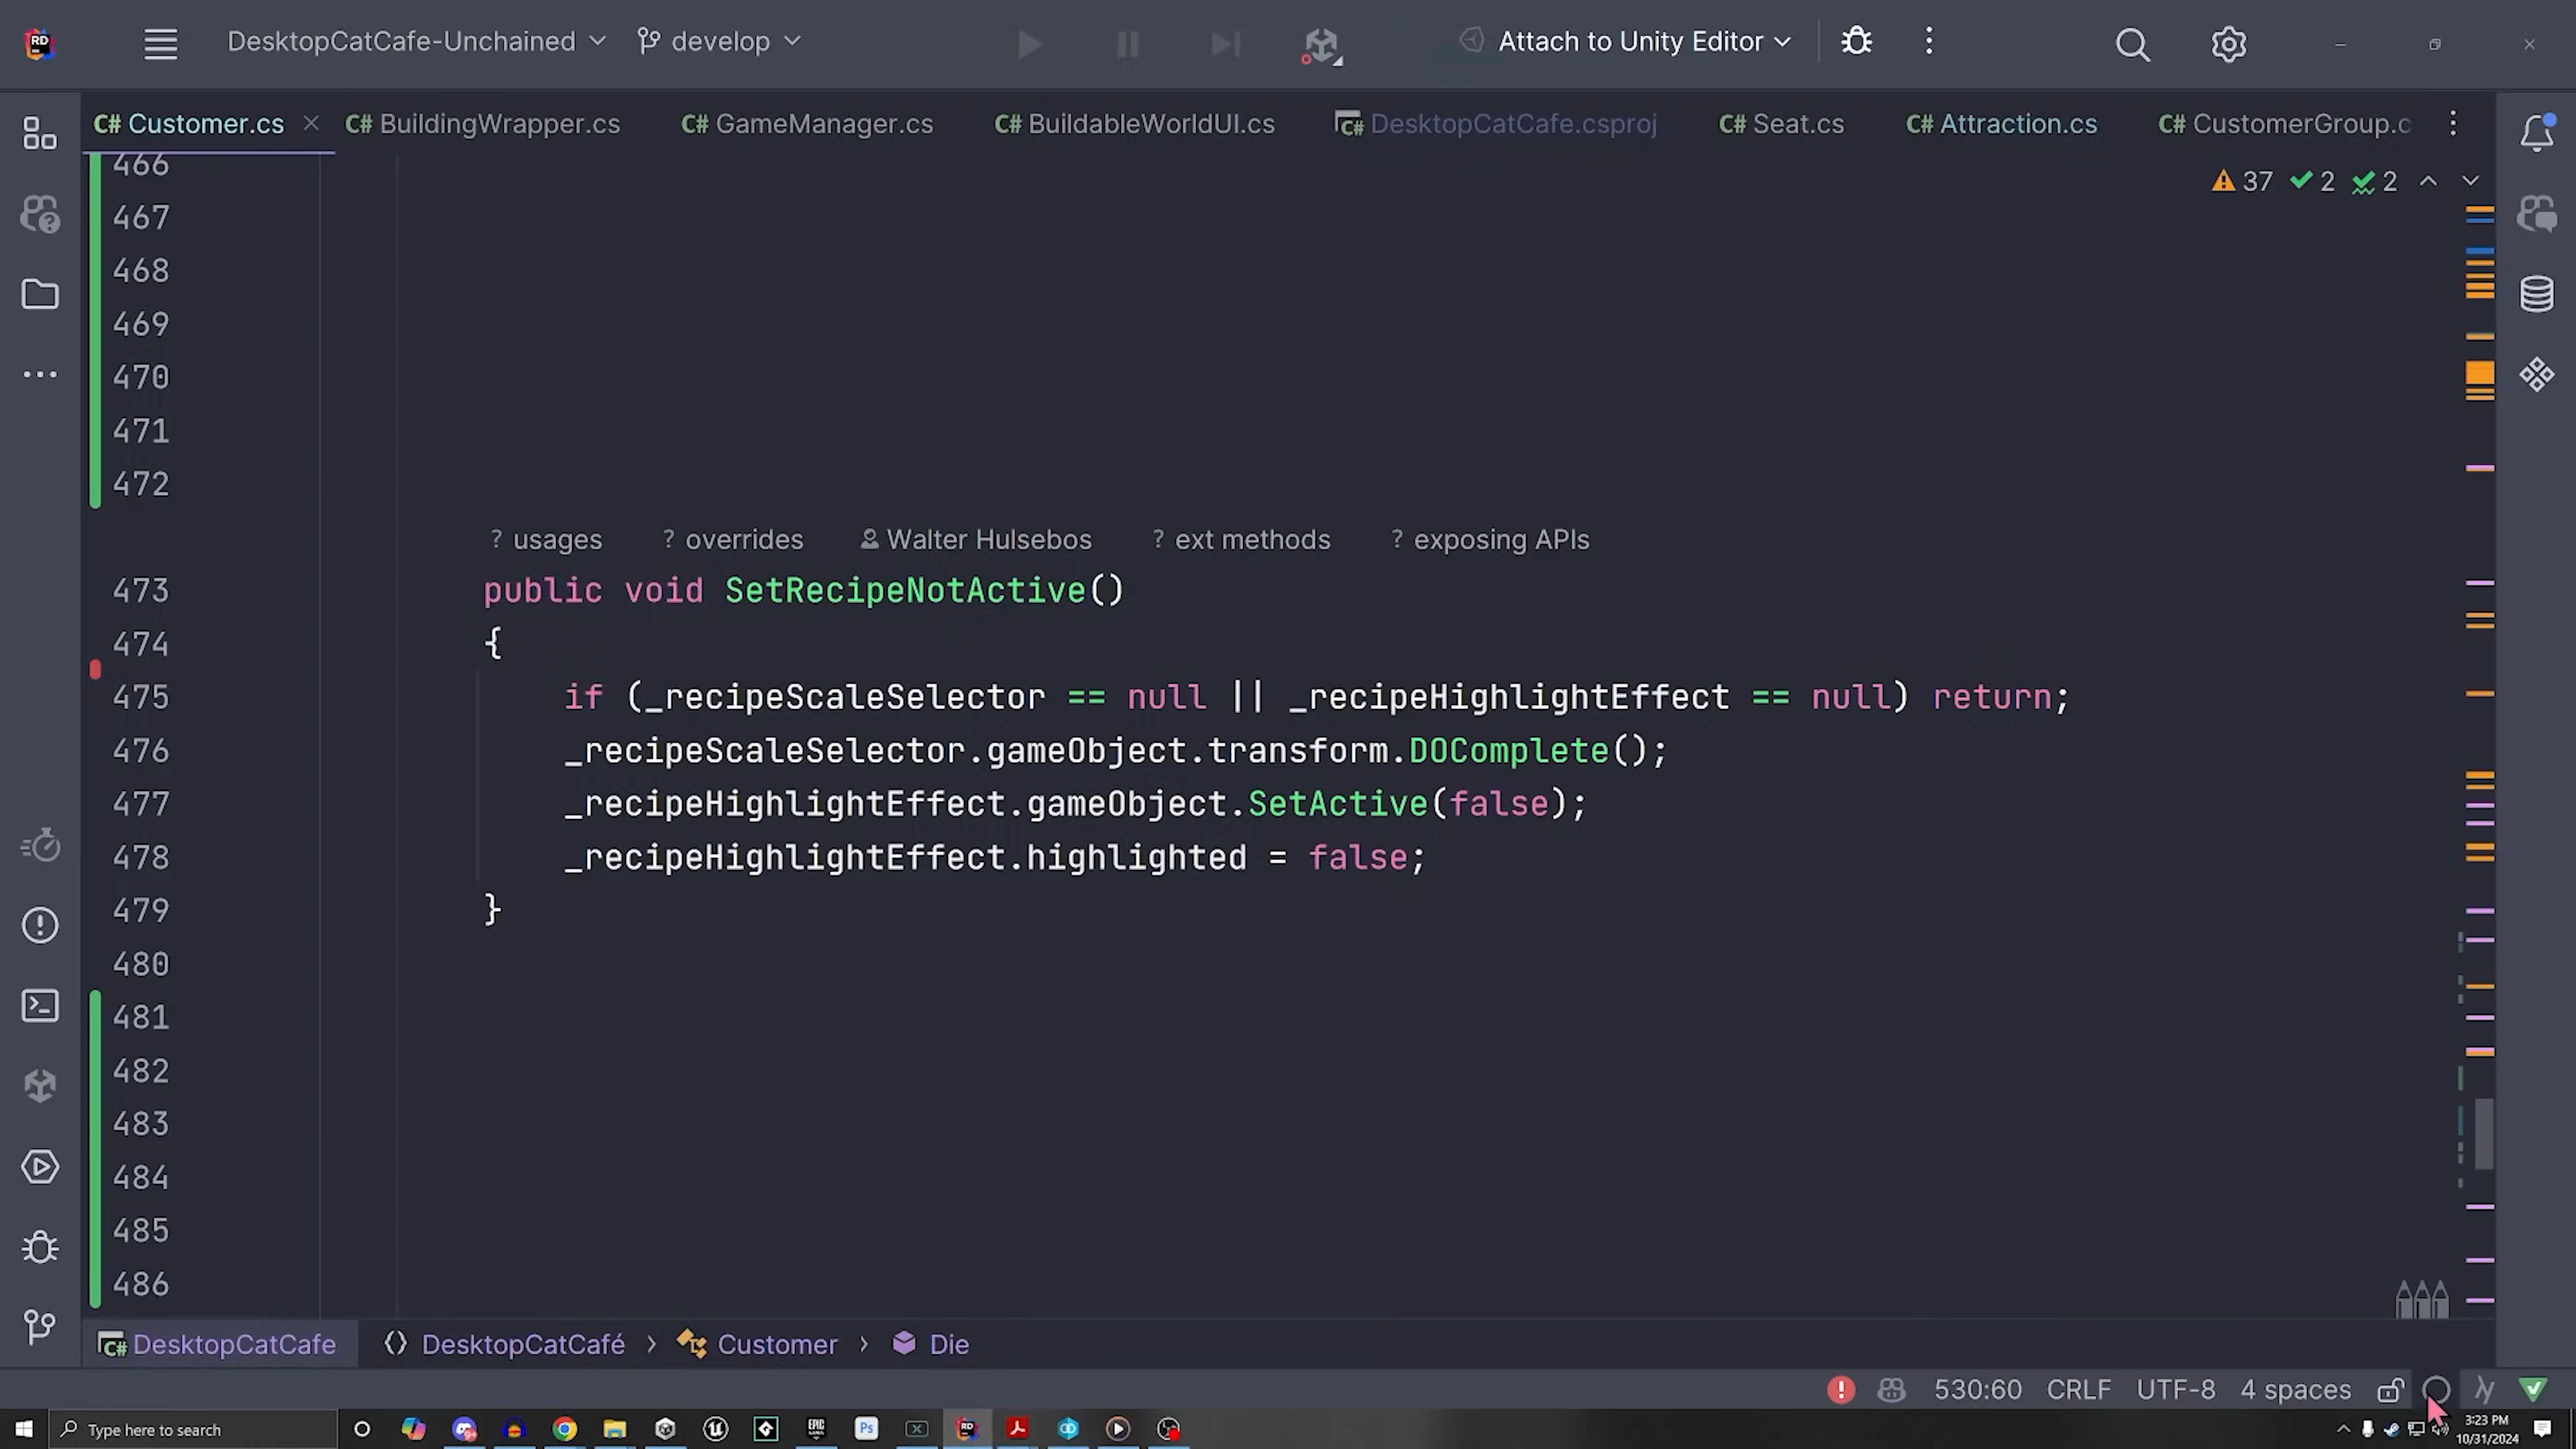 DesktopCatCafe-Unchained develop Attach to Unity Editor
C# Customer.cs C# BuildingWrapper.cs C# GameManager.cs C# BuildableWorldUI.cs C# DesktopCatCafe.csproj C# Seat.cs C# Attraction.cs C# CustomerGroup.c
37 2 2
466
467
468
469
470
471
472
? usages ? overrides Walter Hulsebos ? ext methods ? exposing APIs
473 public void SetRecipeNotActive()
474 {
475 if (_recipeScaleSelector == null || _recipeHighlightEffect == null) return;
476 _recipeScaleSelector.gameObject.transform.DOComplete();
477 _recipeHighlightEffect.gameObject.SetActive(false);
478 _recipeHighlightEffect.highlighted = false;
479 }
480
481
482
483
484
485
486
C# DesktopCatCafe {} DesktopCatCafé > Customer > Die
530:60 CRLF UTF-8 4 spaces
Type here to search
3:23 PM
10/31/2024